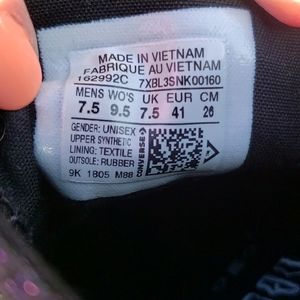 MADE IN VIETNAM
FABRIQUE AU VIETNAM
162992C 7XBL3SNK00160
MENS WO'S UK EUR CM
7.5 9.5 7.5 41 26
GENDER: UNISEX
UPPER: SYNTHETIC
LINING: TEXTILE
OUTSOLE: RUBBER
CONVERSE
9K 1805 M88